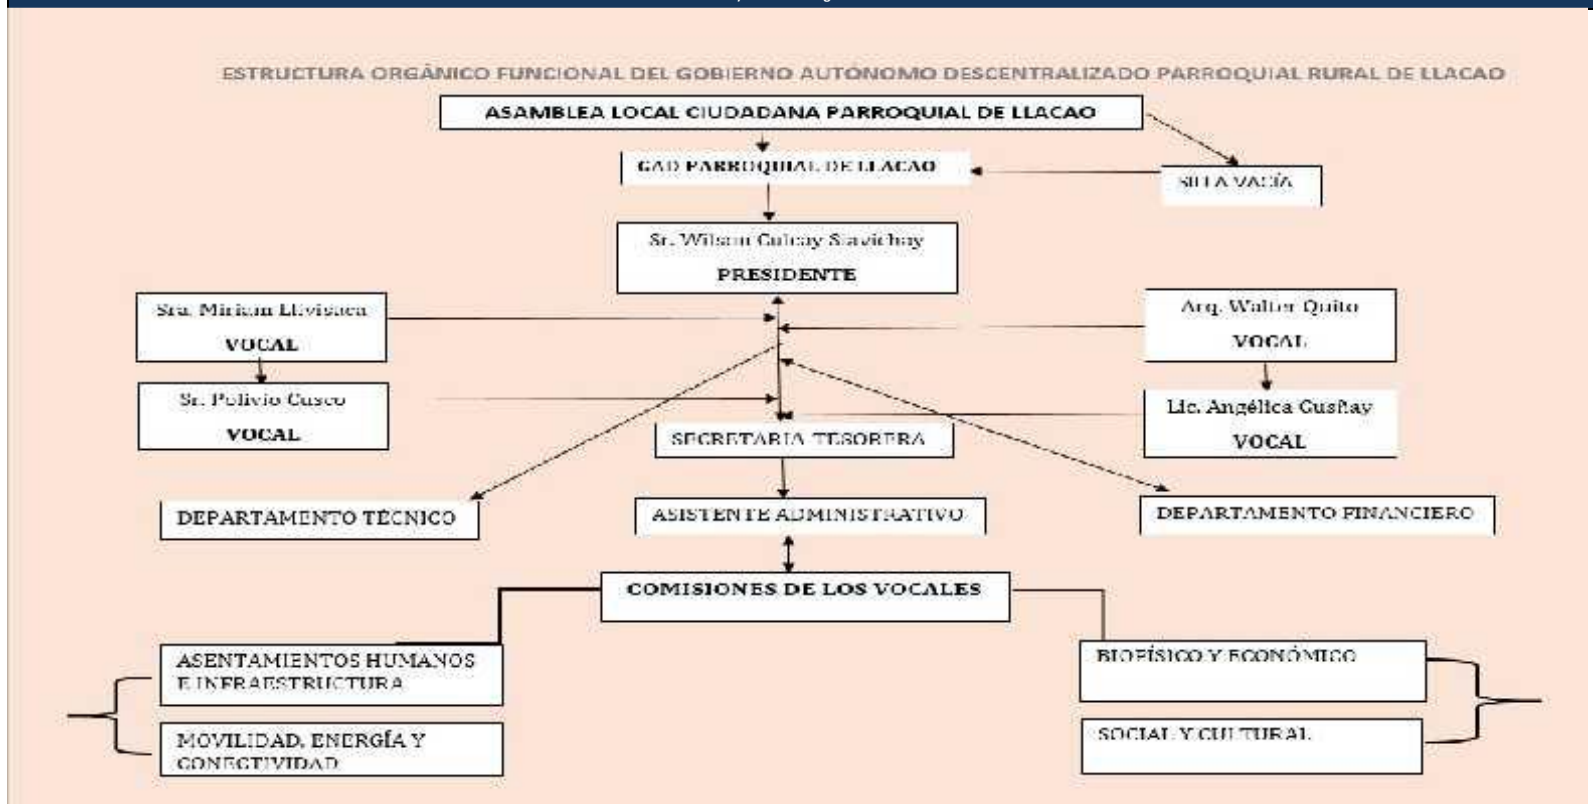 ESTRUCTURA ORGÁNICO FUNCIONAL DEL GOBIERNO AUTÓNOMO DESCENTRALIZADO PARROQUIAL RURAL DE LLACAO
ASAMBLEA LOCAL CIUDADANA PARROQUIAL DE LLACAO
GAD PARROQUIAL DE LLACAO
SILLA VACÍA
Sr. Wilson Culcay Siavichay
PRESIDENTE
Sra. Miriam Llivisaca
VOCAL
Arq. Walter Quito
VOCAL
Sr. Polivio Cusco
VOCAL
Lic. Angélica Gusñay
VOCAL
SECRETARIA TESORERA
DEPARTAMENTO TÉCNICO
ASISTENTE ADMINISTRATIVO
DEPARTAMENTO FINANCIERO
COMISIONES DE LOS VOCALES
ASENTAMIENTOS HUMANOS
E INFRAESTRUCTURA
BIOFÍSICO Y ECONÓMICO
MOVILIDAD, ENERGÍA Y
CONECTIVIDAD
SOCIAL Y CULTURAL